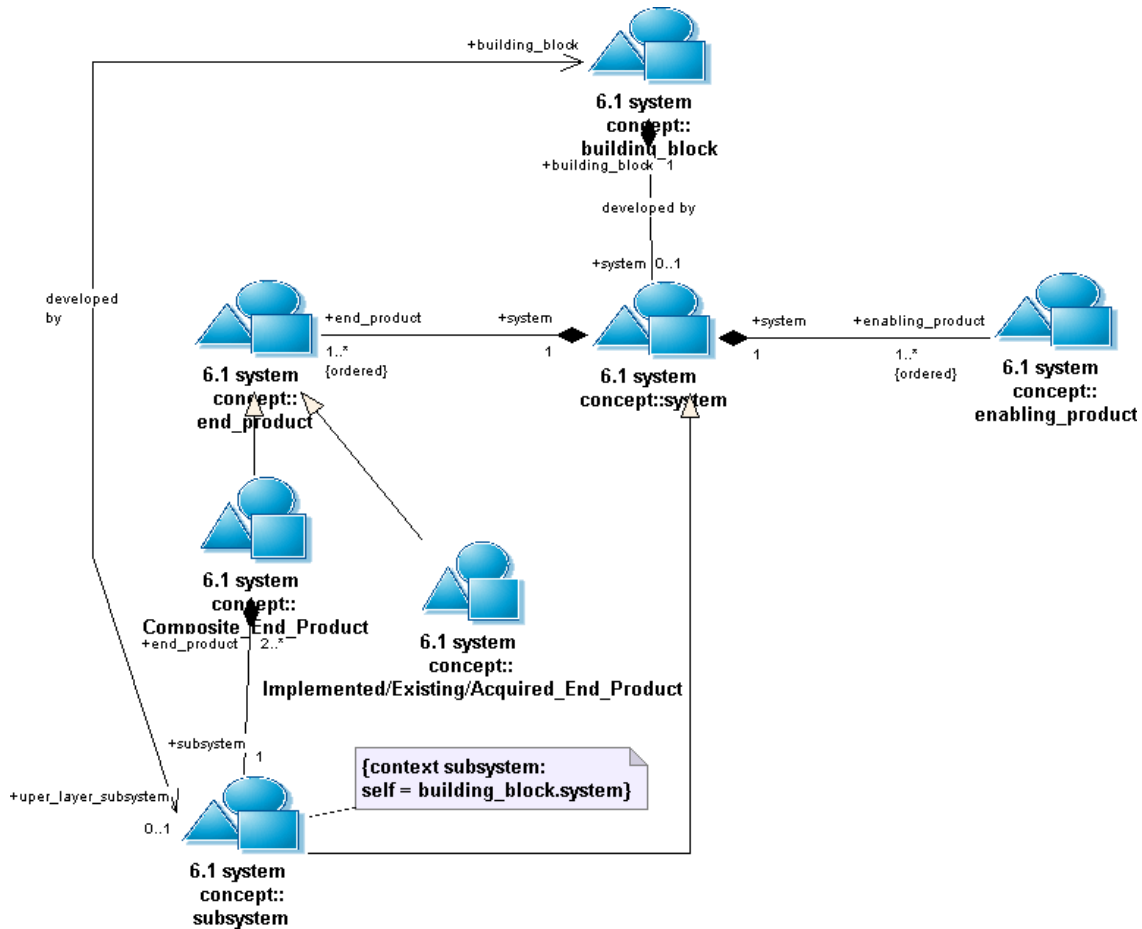 +building_block
6.1 system
concept::
building_block
+building_block 1
developed by
+system 0..1
developed
by
+end_product
+system
+system
+enabling_product
1..*
1
1
1..*
{ordered}
{ordered}
6.1 system
concept::
end_product
6.1 system
concept::system
6.1 system
concept::
enabling_product
6.1 system
concept::
Composite_End_Product
+end_product 2..*
6.1 system
concept::
Implemented/Existing/Acquired_End_Product
+subsystem
1
{context subsystem:
self = building_block.system}
+uper_layer_subsystem
0..1
6.1 system
concept::
subsystem